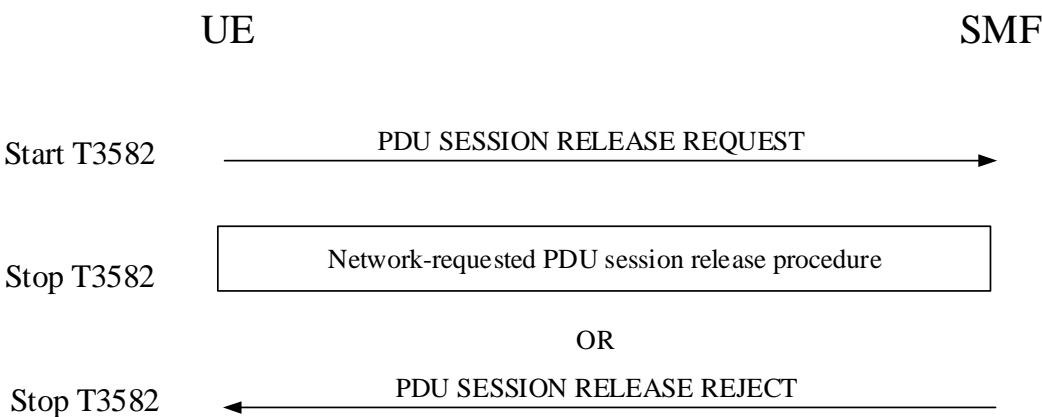 UE
SMF
Start T3582
PDU SESSION RELEASE REQUEST
Network-requested PDU session release procedure
Stop T3582
OR
PDU SESSION RELEASE REJECT
Stop T3582